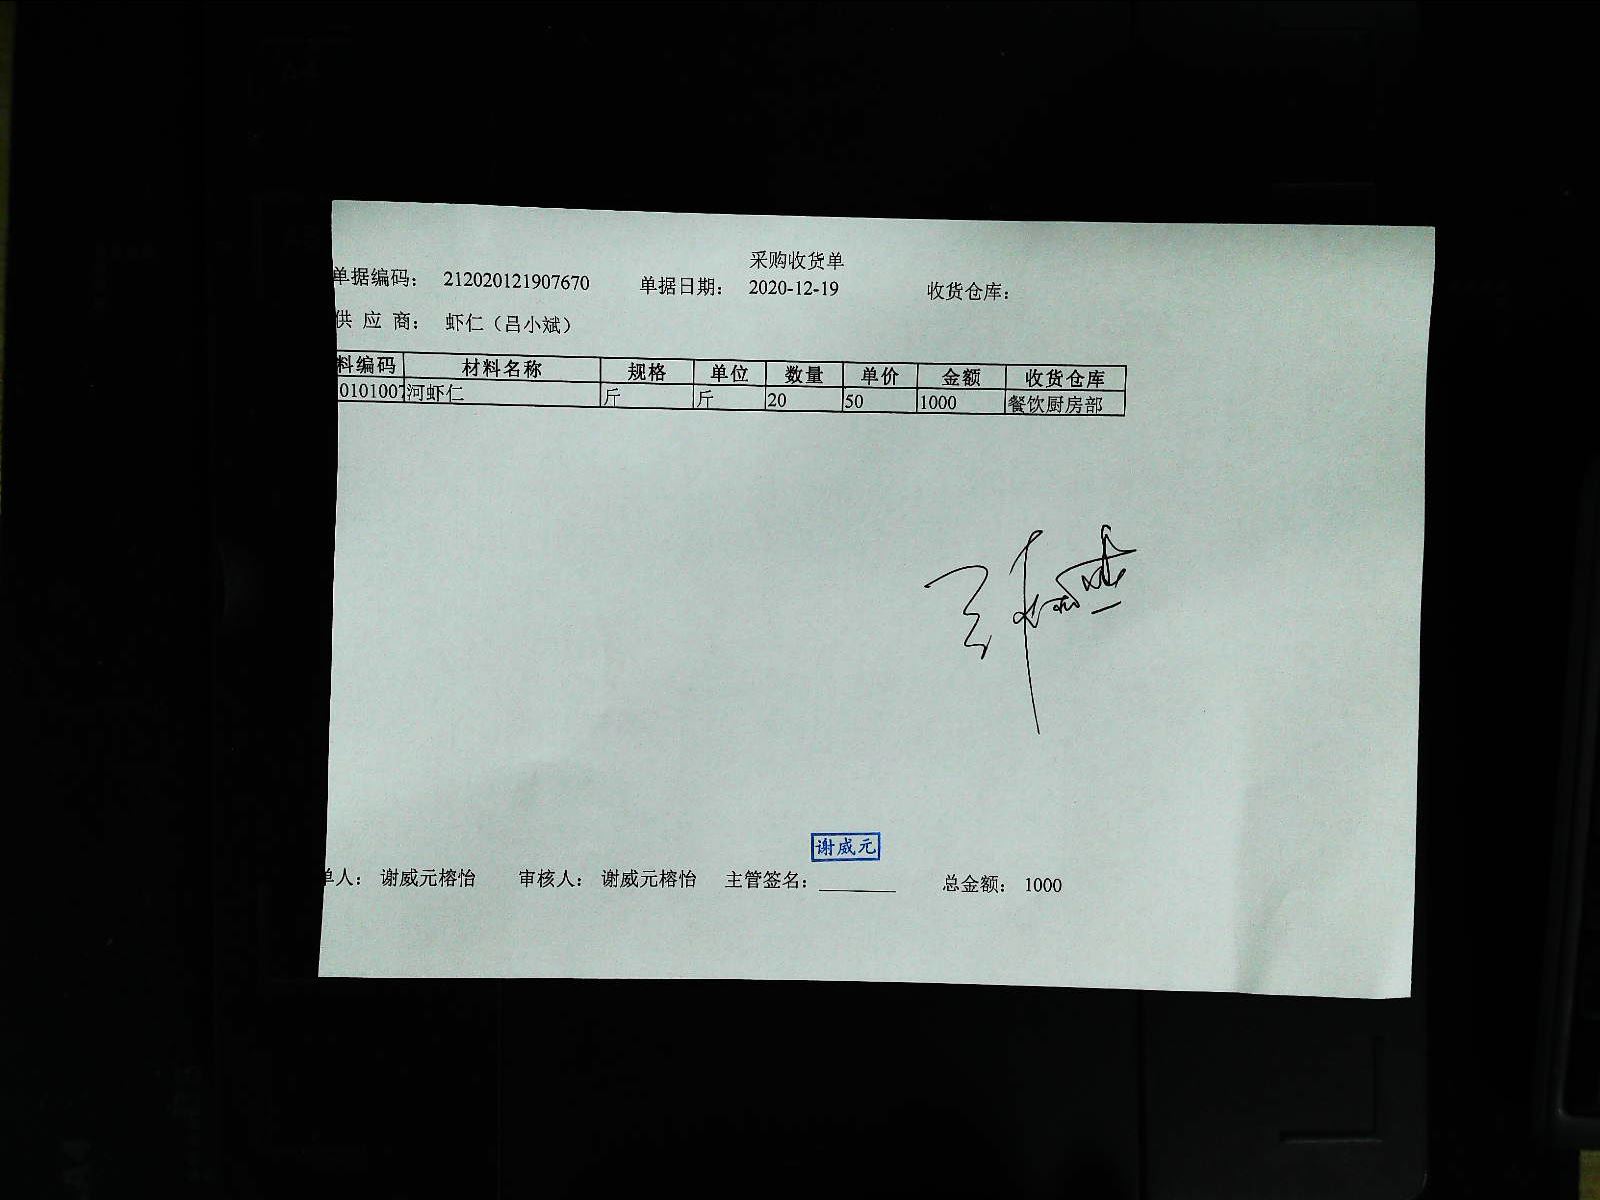 采购收货单
单据编码： 212020121907670 单据日期： 2020-12-19 收货仓库：
供 应 商： 虾仁（吕小斌）
料编码 材料名称 规格 单位 数量 单价 金额 收货仓库
0101007 河虾仁 斤 斤 20 50 1000 餐饮厨房部
谢威元
单人： 谢威元榕怡 审核人： 谢威元榕怡 主管签名：________ 总金额： 1000